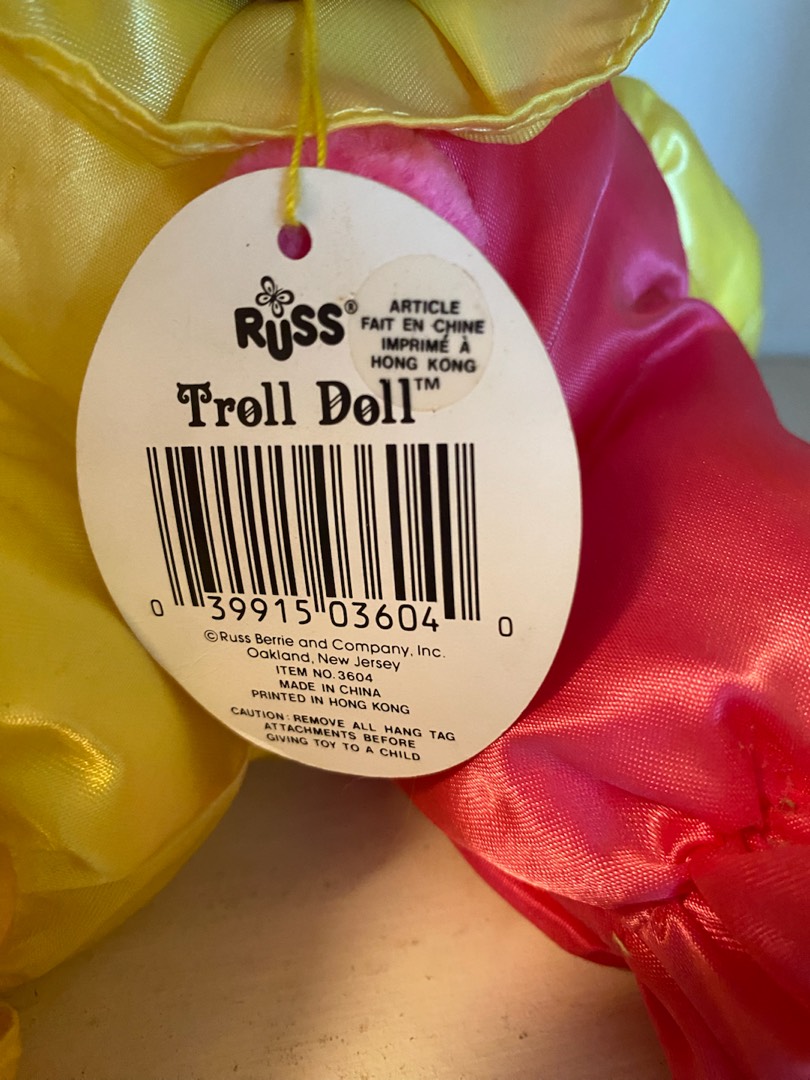 RUSS®
ARTICLE
FAIT EN CHINE
IMPRIMÉ À
HONG KONG
Troll Doll™
0 39915 03604 0
©Russ Berrie and Company, Inc.
Oakland, New Jersey
ITEM NO. 3604
MADE IN CHINA
PRINTED IN HONG KONG
CAUTION: REMOVE ALL HANG TAG
ATTACHMENTS BEFORE
GIVING TOY TO A CHILD